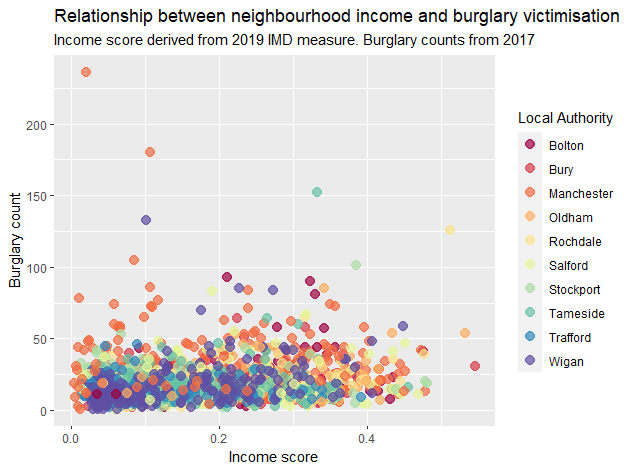 Relationship between neighbourhood income and burglary victimisation
Income score derived from 2019 IMD measure. Burglary counts from 2017
Burglary count
200
150
100
50
0
0.0
0.2
0.4
Income score
Local Authority
Bolton
Bury
Manchester
Oldham
Rochdale
Salford
Stockport
Tameside
Trafford
Wigan